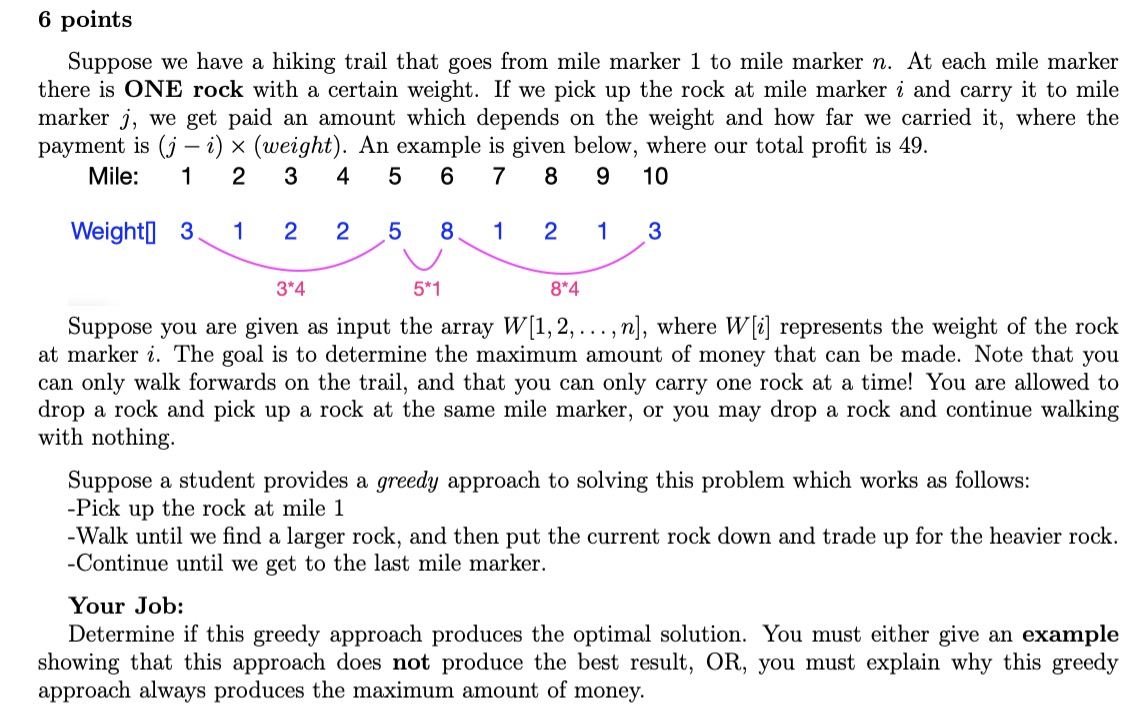 6 points
Suppose we have a hiking trail that goes from mile marker 1 to mile marker n. At each mile marker
there is ONE rock with a certain weight. If we pick up the rock at mile marker i and carry it to mile
marker j, we get paid an amount which depends on the weight and how far we carried it, where the
payment is (j − i) × (weight). An example is given below, where our total profit is 49.
Mile: 1 2 3 4 5 6 7 8 9 10
Weight[] 3 1 2 2 5 8 1 2 1 3
3*4 5*1 8*4
Suppose you are given as input the array W[1, 2, . . . , n], where W[i] represents the weight of the rock
at marker i. The goal is to determine the maximum amount of money that can be made. Note that you
can only walk forwards on the trail, and that you can only carry one rock at a time! You are allowed to
drop a rock and pick up a rock at the same mile marker, or you may drop a rock and continue walking
with nothing.
Suppose a student provides a greedy approach to solving this problem which works as follows:
-Pick up the rock at mile 1
-Walk until we find a larger rock, and then put the current rock down and trade up for the heavier rock.
-Continue until we get to the last mile marker.
Your Job:
Determine if this greedy approach produces the optimal solution. You must either give an example
showing that this approach does not produce the best result, OR, you must explain why this greedy
approach always produces the maximum amount of money.